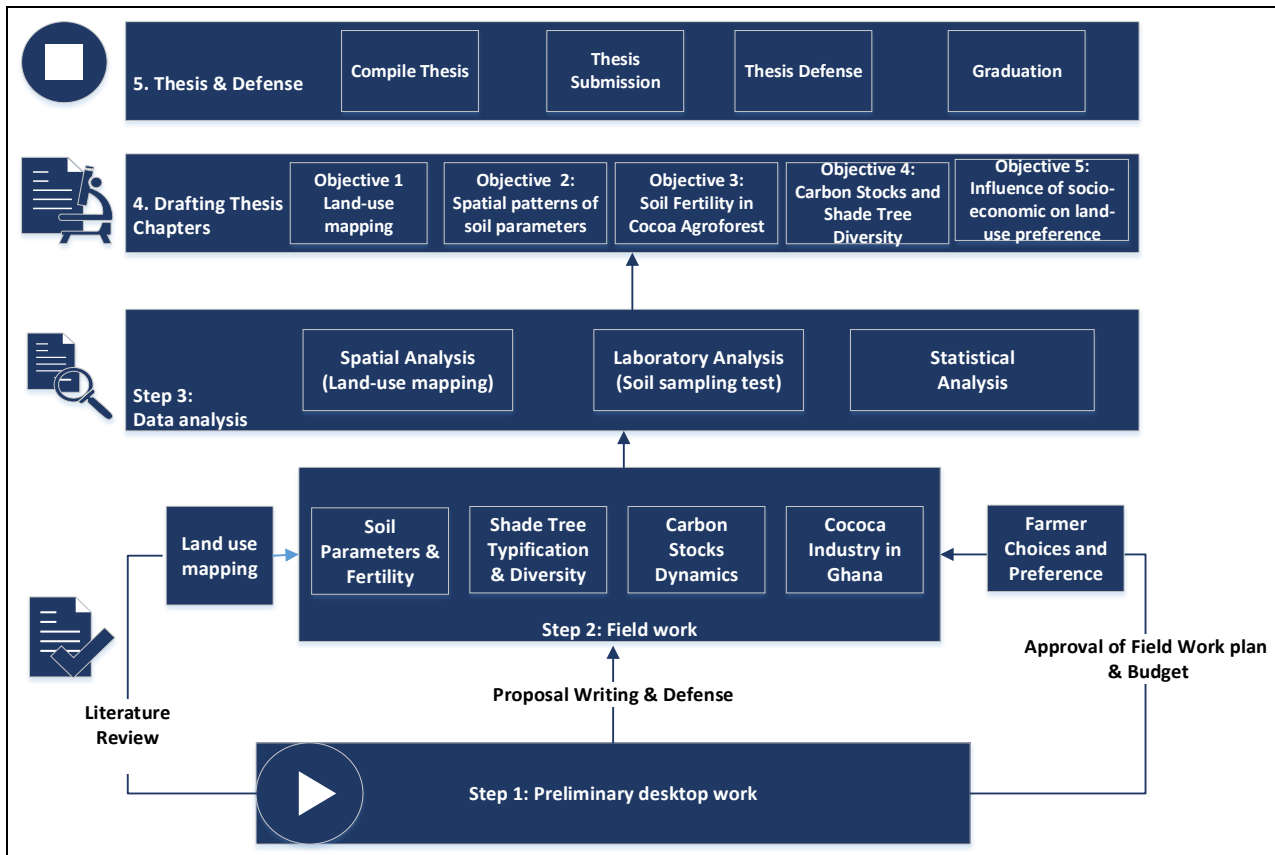 5. Thesis & Defense
Compile Thesis
Thesis
Submission
Thesis Defense
Graduation
4. Drafting Thesis
Chapters
Objective 1
Land-use
mapping
Objective 2:
Spatial patterns of
soil parameters
Objective 3:
Soil Fertility in
Cocoa Agroforest
Objective 4:
Carbon Stocks and
Shade Tree
Diversity
Objective 5:
Influence of socio-
economic on land-
use preference
Step 3:
Data analysis
Spatial Analysis
(Land-use mapping)
Laboratory Analysis
(Soil sampling test)
Statistical
Analysis
Land use
mapping
Soil
Parameters &
Fertility
Shade Tree
Typification
& Diversity
Carbon
Stocks
Dynamics
Cococa
Industry in
Ghana
Farmer
Choices and
Preference
Step 2: Field work
Literature
Review
Proposal Writing & Defense
Approval of Field Work plan
& Budget
Step 1: Preliminary desktop work